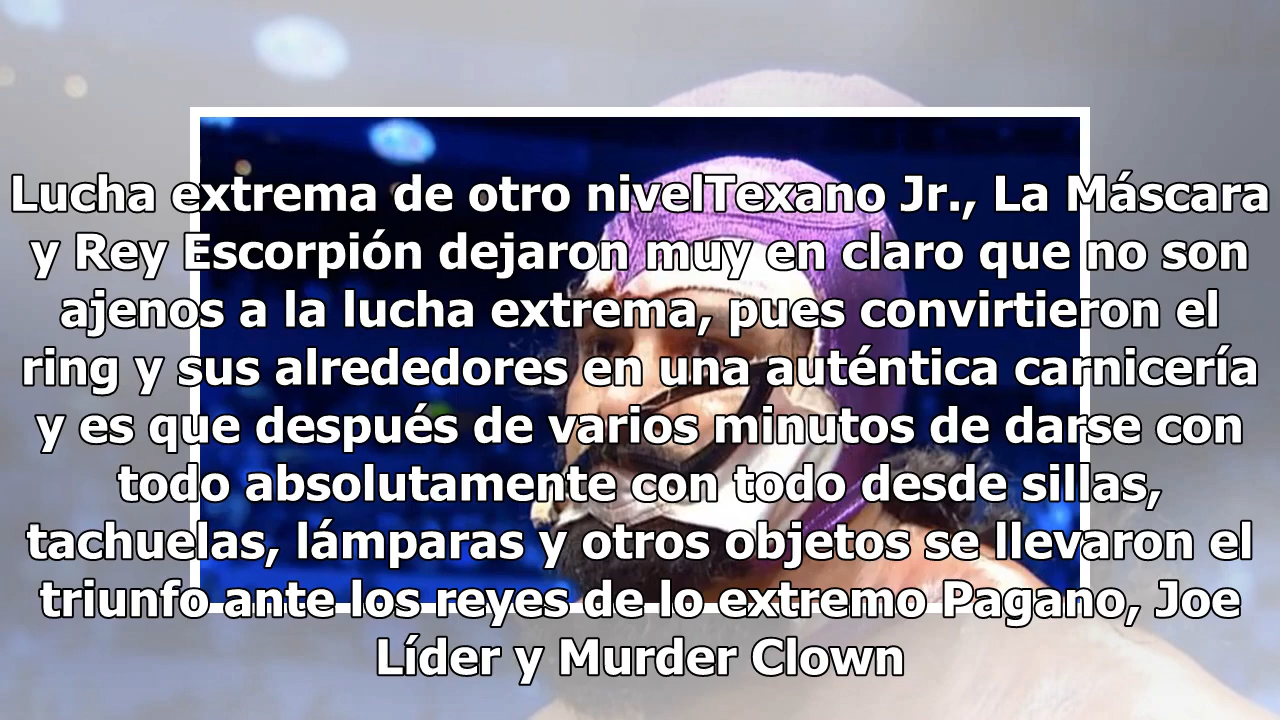 Lucha extrema de otro nivelTexano Jr., La Máscara
y Rey Escorpión dejaron muy en claro que no son
ajenos a la lucha extrema, pues convirtieron el
ring y sus alrededores en una auténtica carnicería
y es que después de varios minutos de darse con
todo absolutamente con todo desde sillas,
tachuelas, lámparas y otros objetos se llevaron el
triunfo ante los reyes de lo extremo Pagano, Joe
Líder y Murder Clown